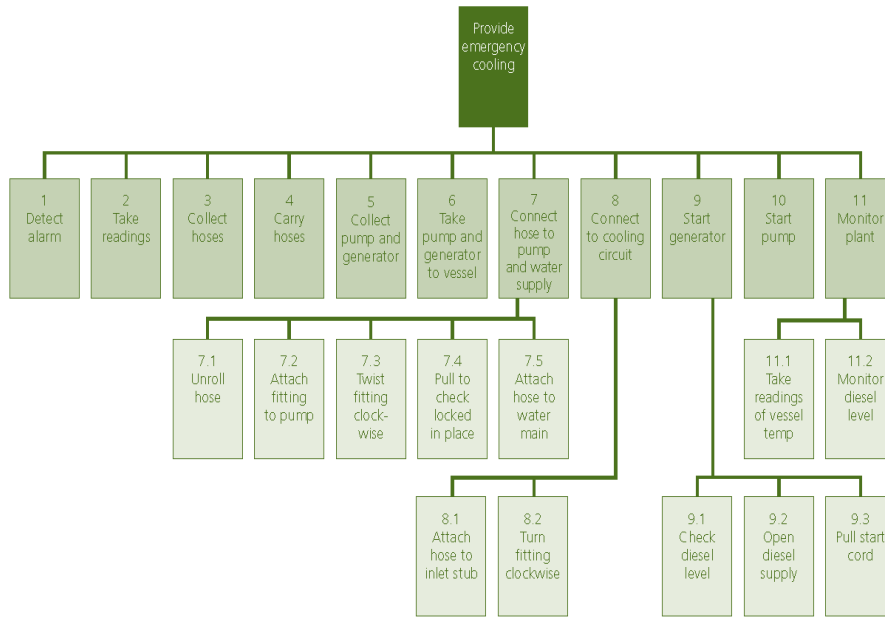 Provide
emergency
cooling
1
Detect
alarm
2
Take
readings
3
Collect
hoses
4
Carry
hoses
5
Collect
pump and
generator
6
Take
pump and
generator
to vessel
7
Connect
hose to
pump
and water
supply
8
Connect
to cooling
circuit
9
Start
generator
10
Start
pump
11
Monitor
plant
7.1
Unroll
hose
7.2
Attach
fitting
to pump
7.3
Twist
fitting
clock-
wise
7.4
Pull to
check
locked
in place
7.5
Attach
hose to
water
main
11.1
Take
readings
of vessel
temp
11.2
Monitor
diesel
level
8.1
Attach
hose to
inlet stub
8.2
Turn
fitting
clockwise
9.1
Check
diesel
level
9.2
Open
diesel
supply
9.3
Pull start
cord